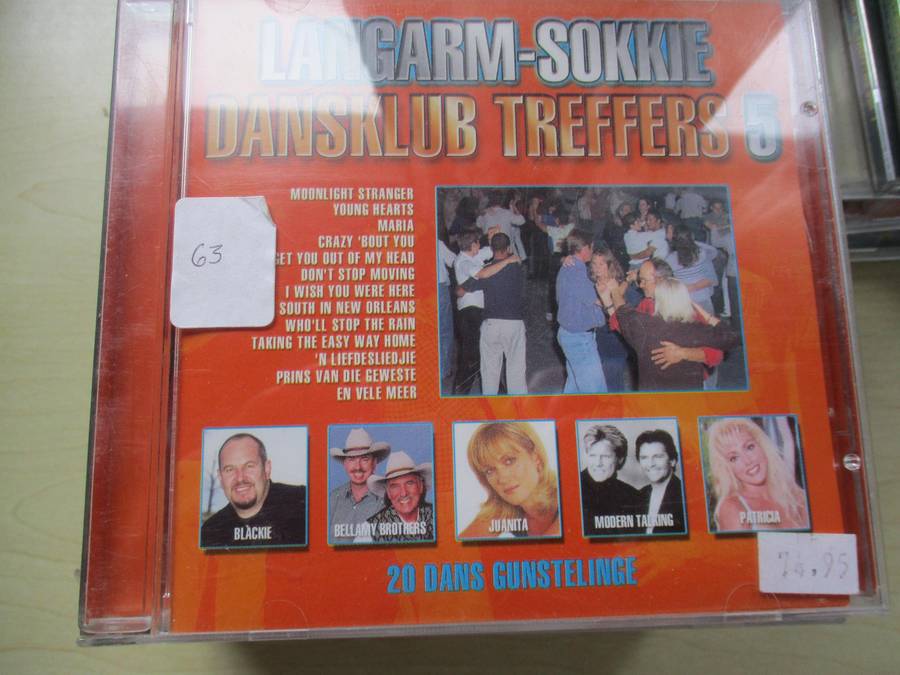 LANGARM-SOKKIE
DANSKLUB TREFFERS 5
MOONLIGHT STRANGER
YOUNG HEARTS
MARIA
CRAZY 'BOUT YOU
GET YOU OUT OF MY HEAD
DON'T STOP MOVING
I WISH YOU WERE HERE
SOUTH IN NEW ORLEANS
WHO'LL STOP THE RAIN
TAKING THE EASY WAY HOME
'N LIEFDESLIEDJIE
PRINS VAN DIE GEWESTE
EN VELE MEER
63
BLACKIE
BELLAMY BROTHERS
JUANITA
MODERN TALKING
PATRICIA
20 DANS GUNSTELINGE
74.95